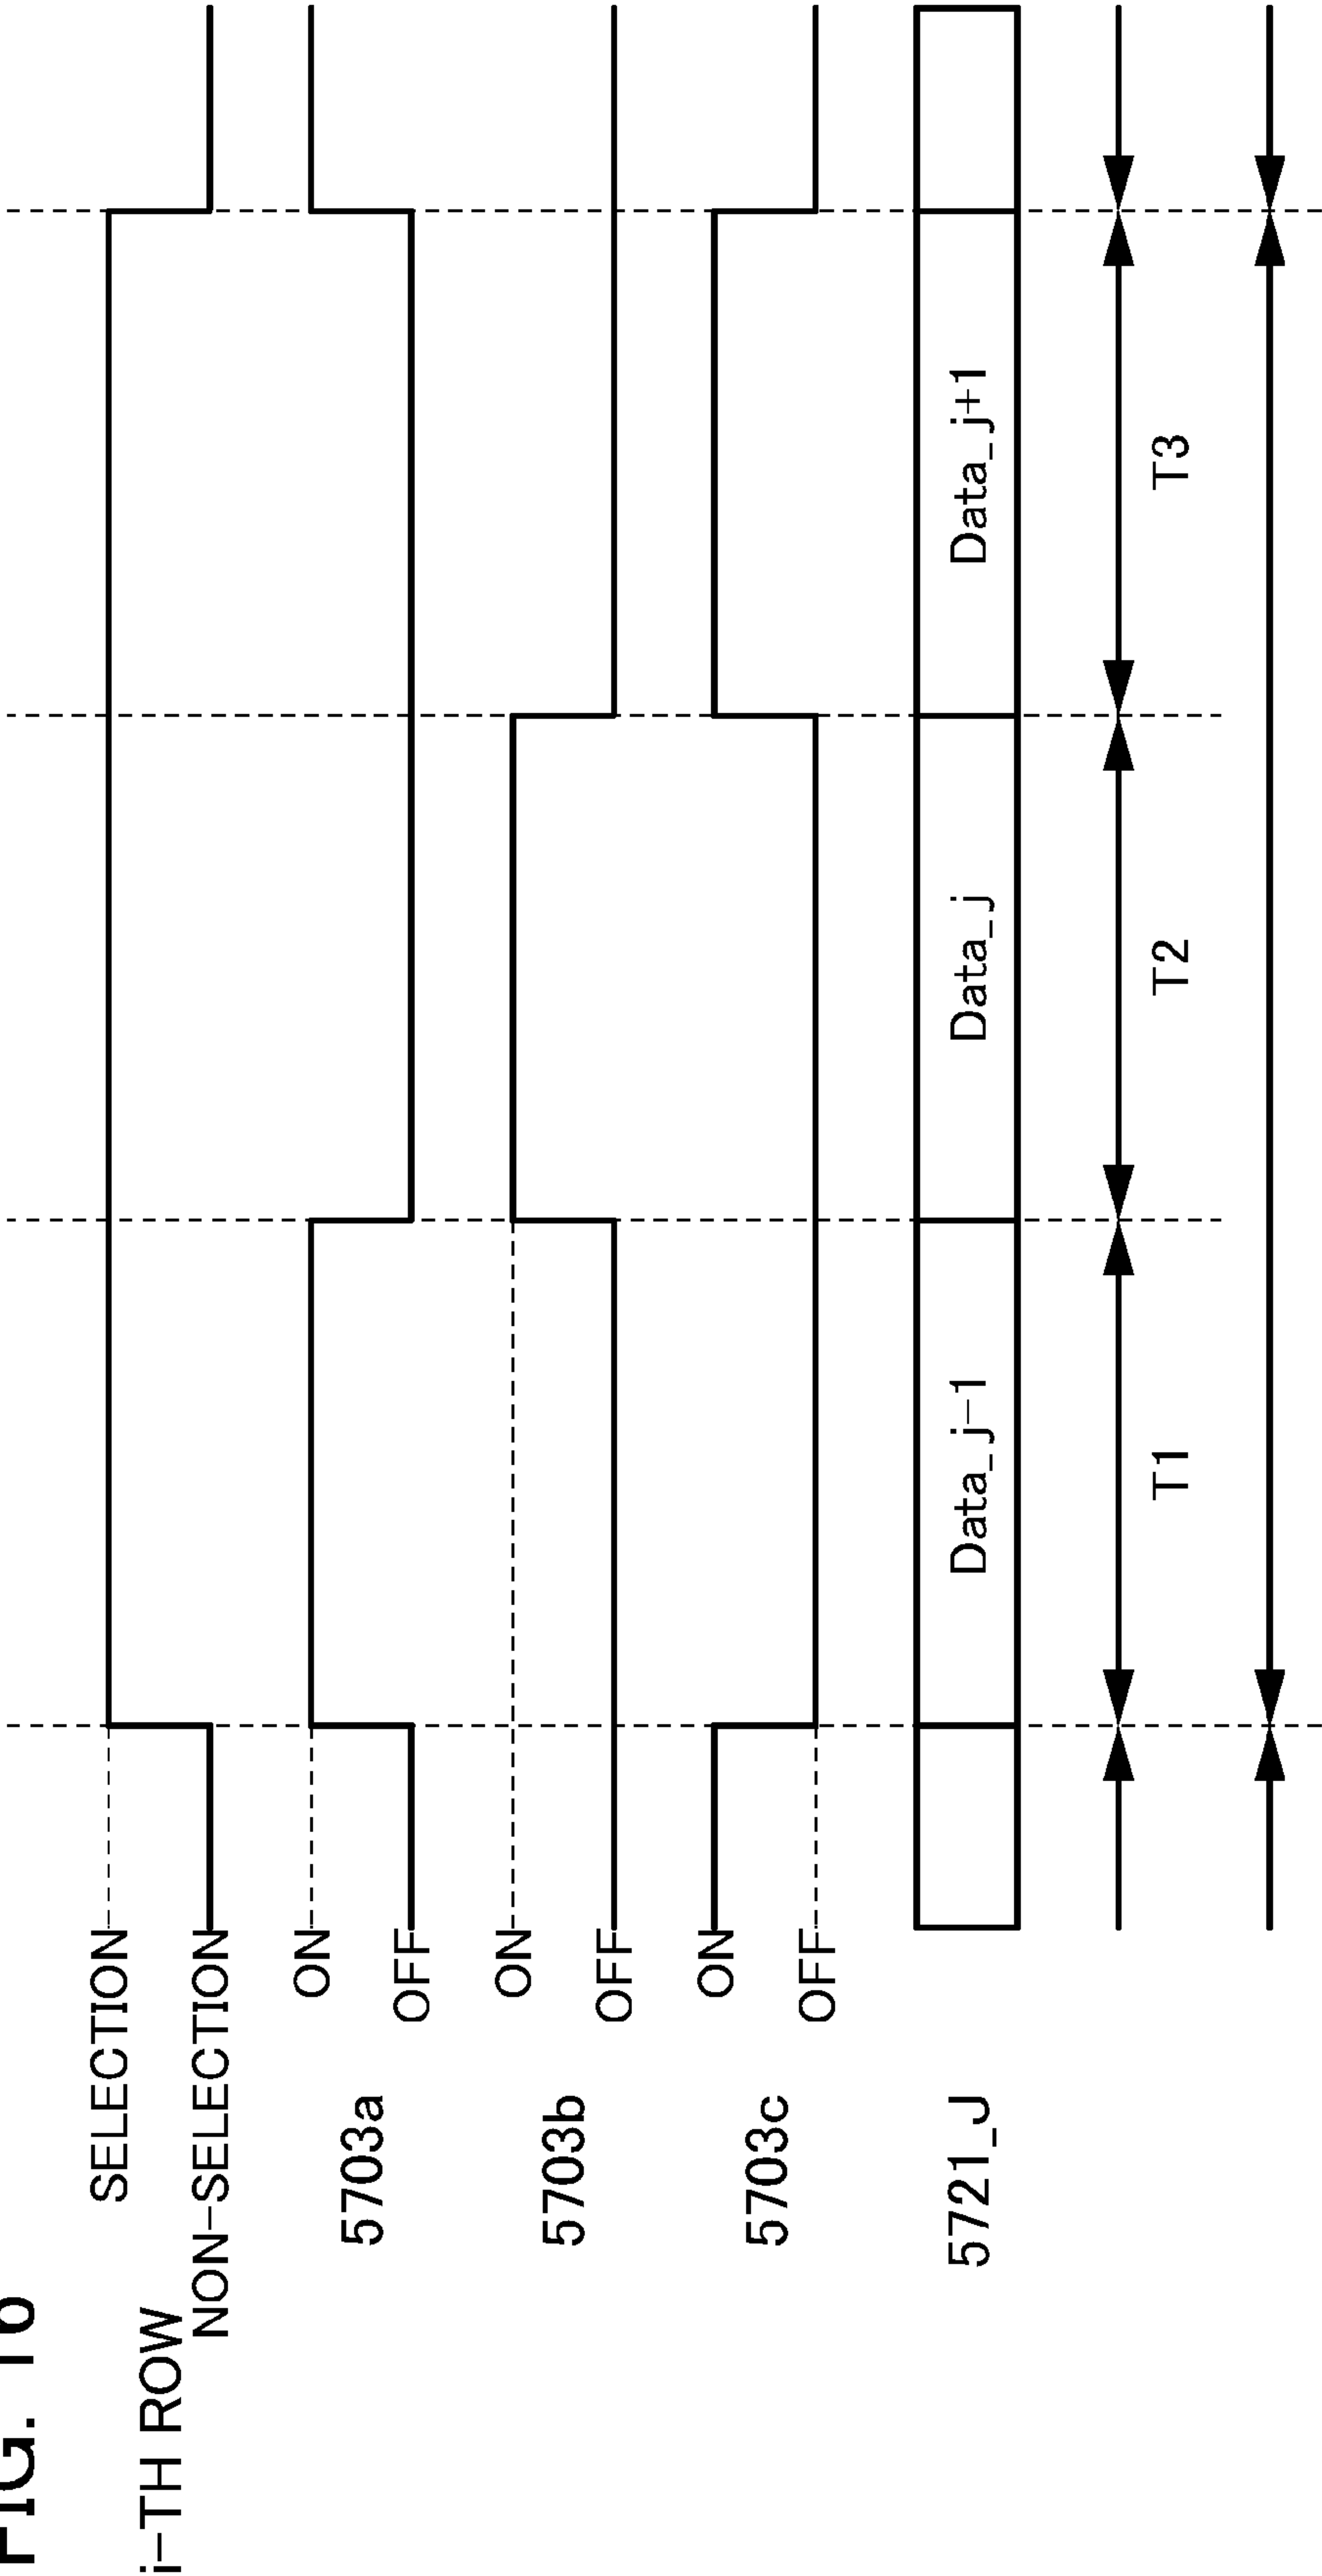 FIG. 16
i-TH ROW
SELECTION
NON-SELECTION
5703a
ON
OFF
5703b
ON
OFF
5703c
ON
OFF
5721_J
Data_j-1
Data_j
Data_j+1
T1
T2
T3